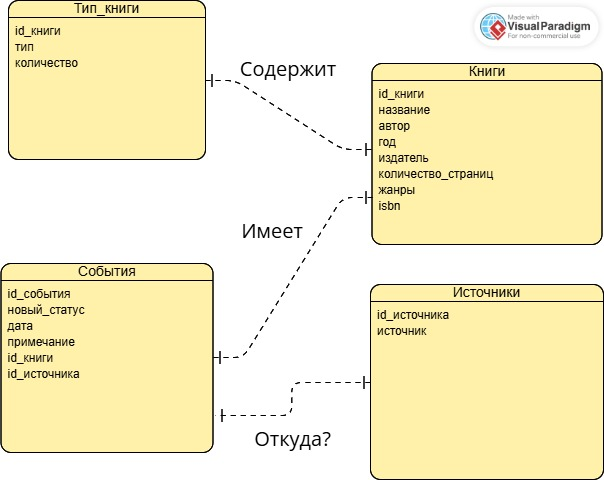 Тип_книги
id_книги
тип
количество
Made with
Visual Paradigm
For non-commercial use
Содержит
Книги
id_книги
название
автор
год
издатель
количество_страниц
жанры
isbn
Имеет
События
id_события
новый_статус
дата
примечание
id_книги
id_источника
Источники
id_источника
источник
Откуда?